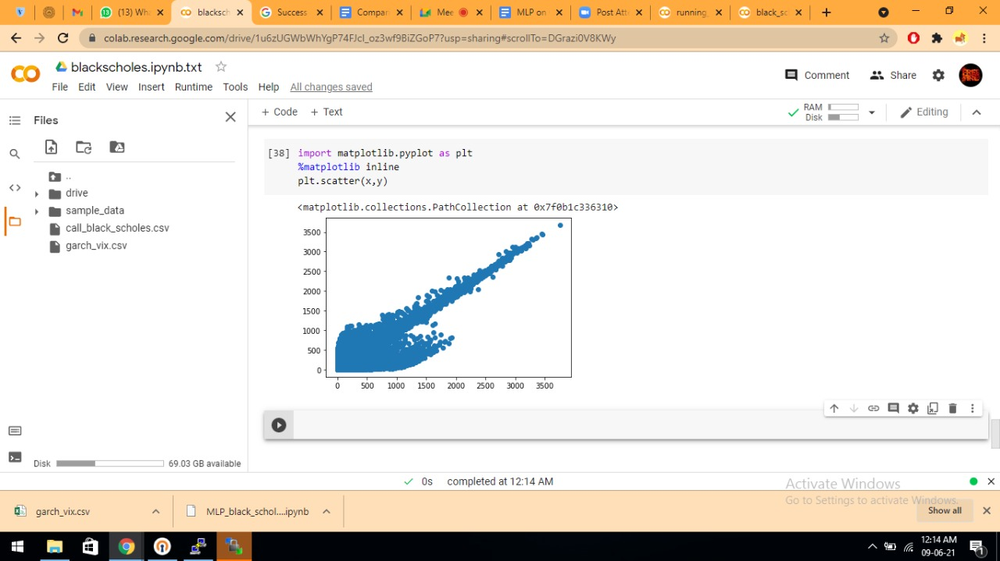 (13) Wh
blacksch
Success
Compari
Mee
MLP on
Post Att
running_
black_sc
colab.research.google.com/drive/1u6zUGWbWhYgP74FJcl_oz3wf9BiZGoP7?usp=sharing#scrollTo=DGrazi0V8KWy
blackscholes.ipynb.txt
Comment
Share
File Edit View Insert Runtime Tools Help All changes saved
Files
+ Code + Text
RAM
Disk
Editing
..
drive
sample_data
call_black_scholes.csv
garch_vix.csv
[38] import matplotlib.pyplot as plt
%matplotlib inline
plt.scatter(x,y)
<matplotlib.collections.PathCollection at 0x7f0b1c336310>
3500
3000
2500
2000
1500
1000
500
0
0 500 1000 1500 2000 2500 3000 3500
Disk 69.03 GB available
0s completed at 12:14 AM
Activate Windows
Go to Settings to activate Windows.
garch_vix.csv
MLP_black_schol....ipynb
Show all
12:14 AM
09-06-21
1